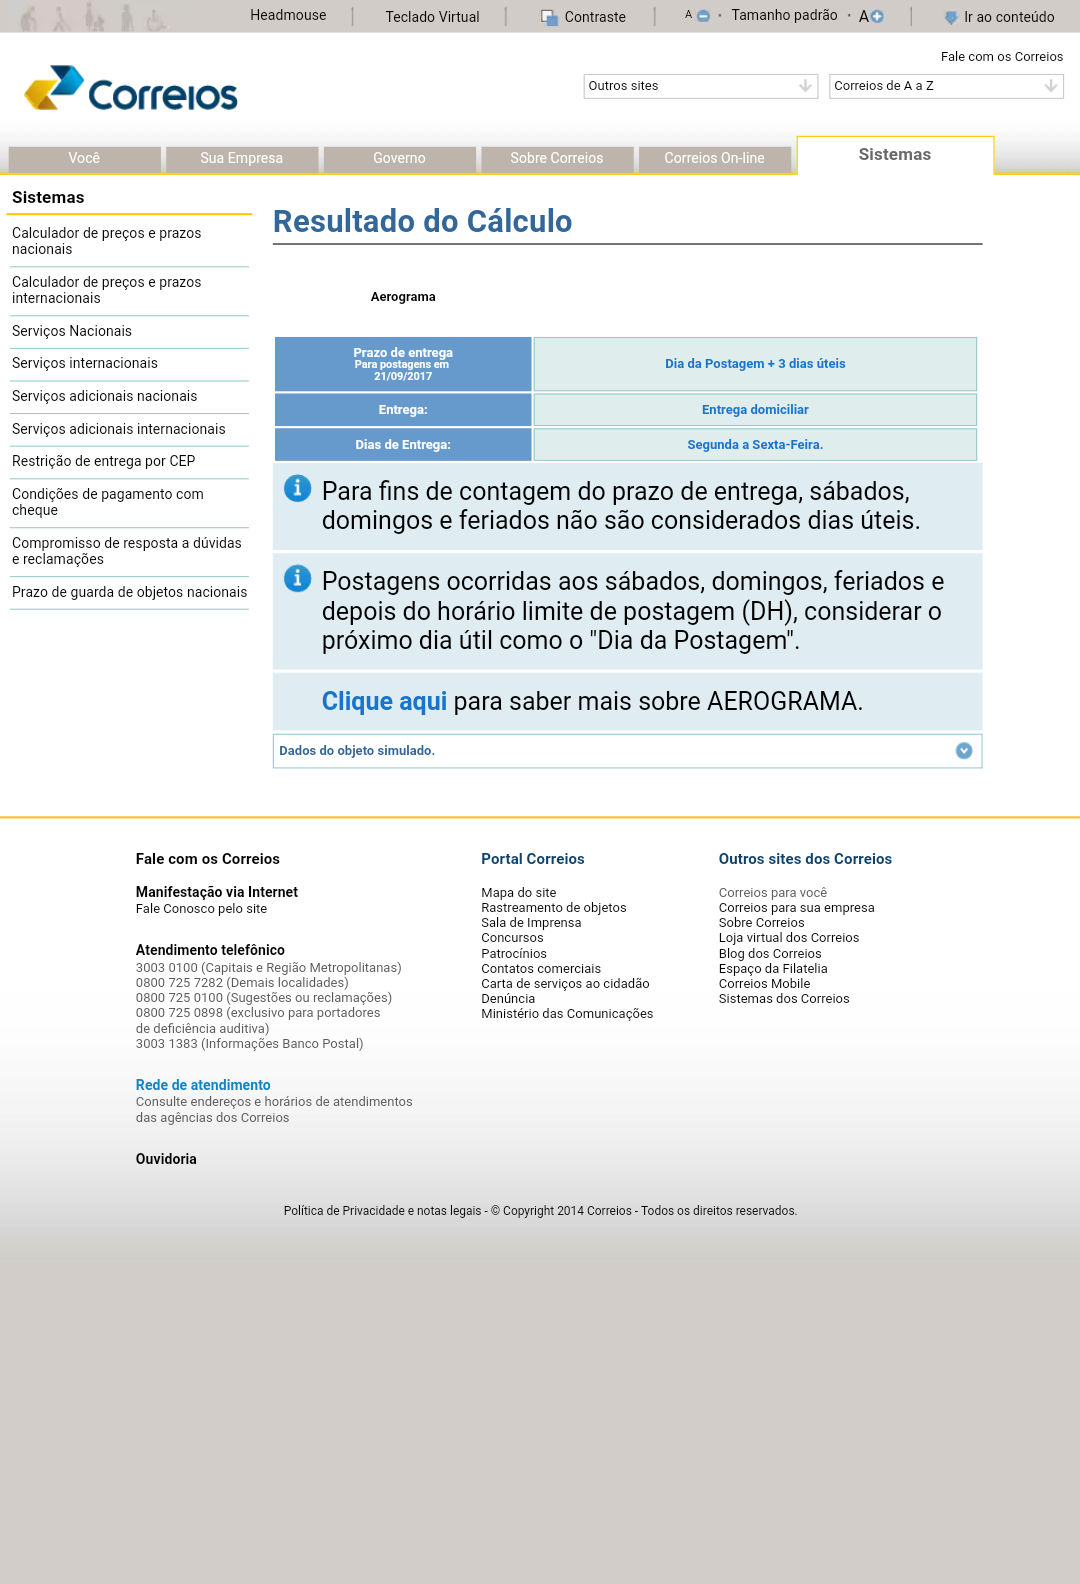 Headmouse
Teclado Virtual
Contraste
A
Tamanho padrão
A
Ir ao conteúdo
Fale com os Correios
Correios
Outros sites
Correios de A a Z
Você
Sua Empresa
Governo
Sobre Correios
Correios On-line
Sistemas
Sistemas
Calculador de preços e prazos
nacionais
Calculador de preços e prazos
internacionais
Serviços Nacionais
Serviços internacionais
Serviços adicionais nacionais
Serviços adicionais internacionais
Restrição de entrega por CEP
Condições de pagamento com
cheque
Compromisso de resposta a dúvidas
e reclamações
Prazo de guarda de objetos nacionais
Resultado do Cálculo
Aerograma
Prazo de entrega
Para postagens em
21/09/2017
Dia da Postagem + 3 dias úteis
Entrega:
Entrega domiciliar
Dias de Entrega:
Segunda a Sexta-Feira.
Para fins de contagem do prazo de entrega, sábados,
domingos e feriados não são considerados dias úteis.
Postagens ocorridas aos sábados, domingos, feriados e
depois do horário limite de postagem (DH), considerar o
próximo dia útil como o "Dia da Postagem".
Clique aqui para saber mais sobre AEROGRAMA.
Dados do objeto simulado.
Fale com os Correios
Manifestação via Internet
Fale Conosco pelo site
Atendimento telefônico
3003 0100 (Capitais e Região Metropolitanas)
0800 725 7282 (Demais localidades)
0800 725 0100 (Sugestões ou reclamações)
0800 725 0898 (exclusivo para portadores
de deficiência auditiva)
3003 1383 (Informações Banco Postal)
Rede de atendimento
Consulte endereços e horários de atendimentos
das agências dos Correios
Ouvidoria
Portal Correios
Mapa do site
Rastreamento de objetos
Sala de Imprensa
Concursos
Patrocínios
Contatos comerciais
Carta de serviços ao cidadão
Denúncia
Ministério das Comunicações
Outros sites dos Correios
Correios para você
Correios para sua empresa
Sobre Correios
Loja virtual dos Correios
Blog dos Correios
Espaço da Filatelia
Correios Mobile
Sistemas dos Correios
Política de Privacidade e notas legais - © Copyright 2014 Correios - Todos os direitos reservados.